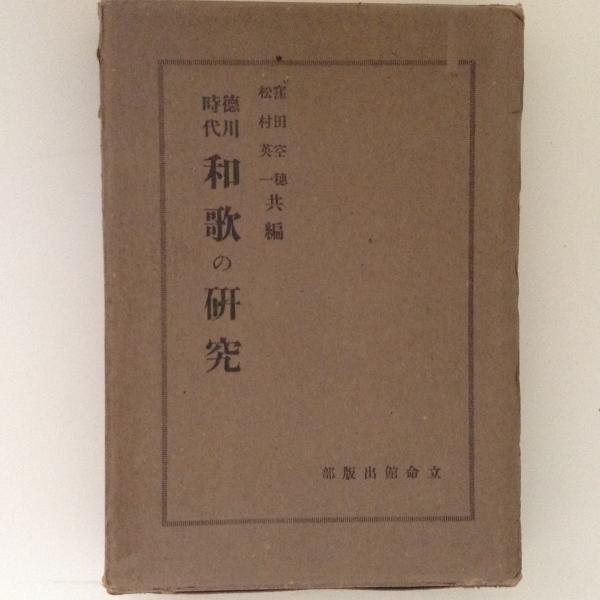 窪田空穂
松村英一
共編
徳川
時代
和歌の研究
部版出館命立